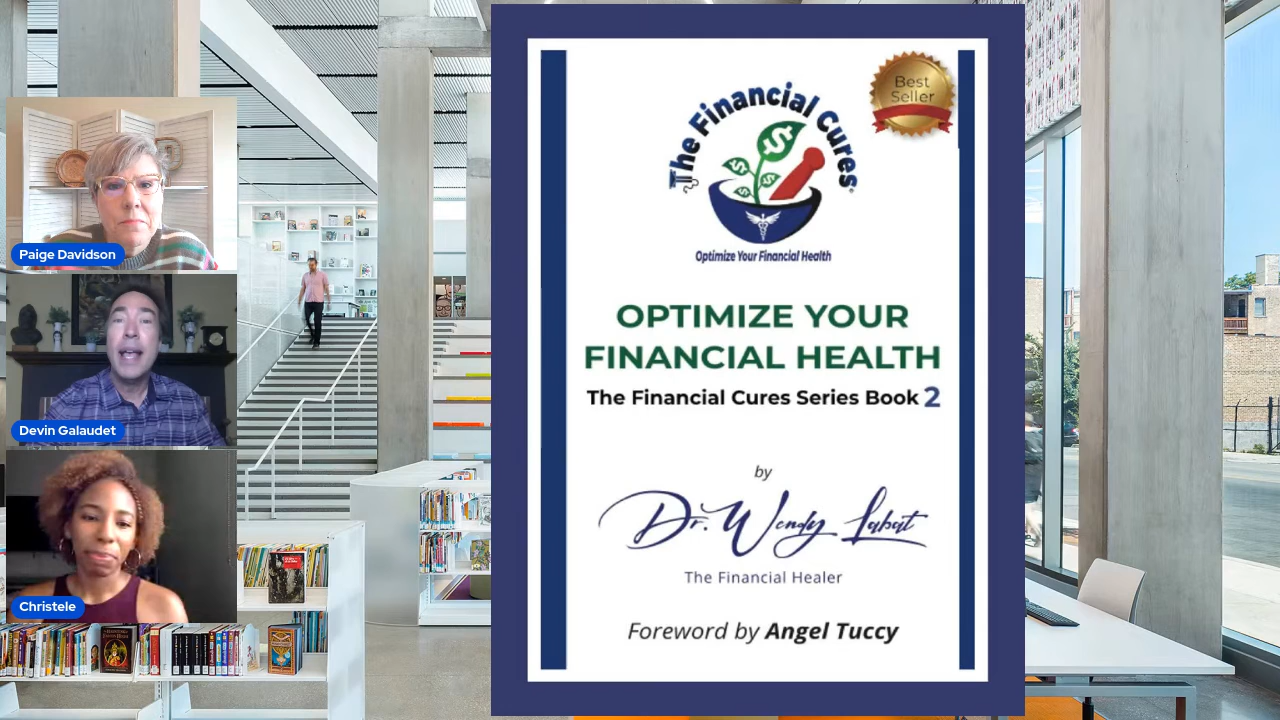 Paige Davidson
Devin Galaudet
Christele
Best
Seller
The Financial Cures
Optimize Your Financial Health
OPTIMIZE YOUR
FINANCIAL HEALTH
The Financial Cures Series Book 2
by
Dr. Wendy Labat
The Financial Healer
Foreword by Angel Tuccy